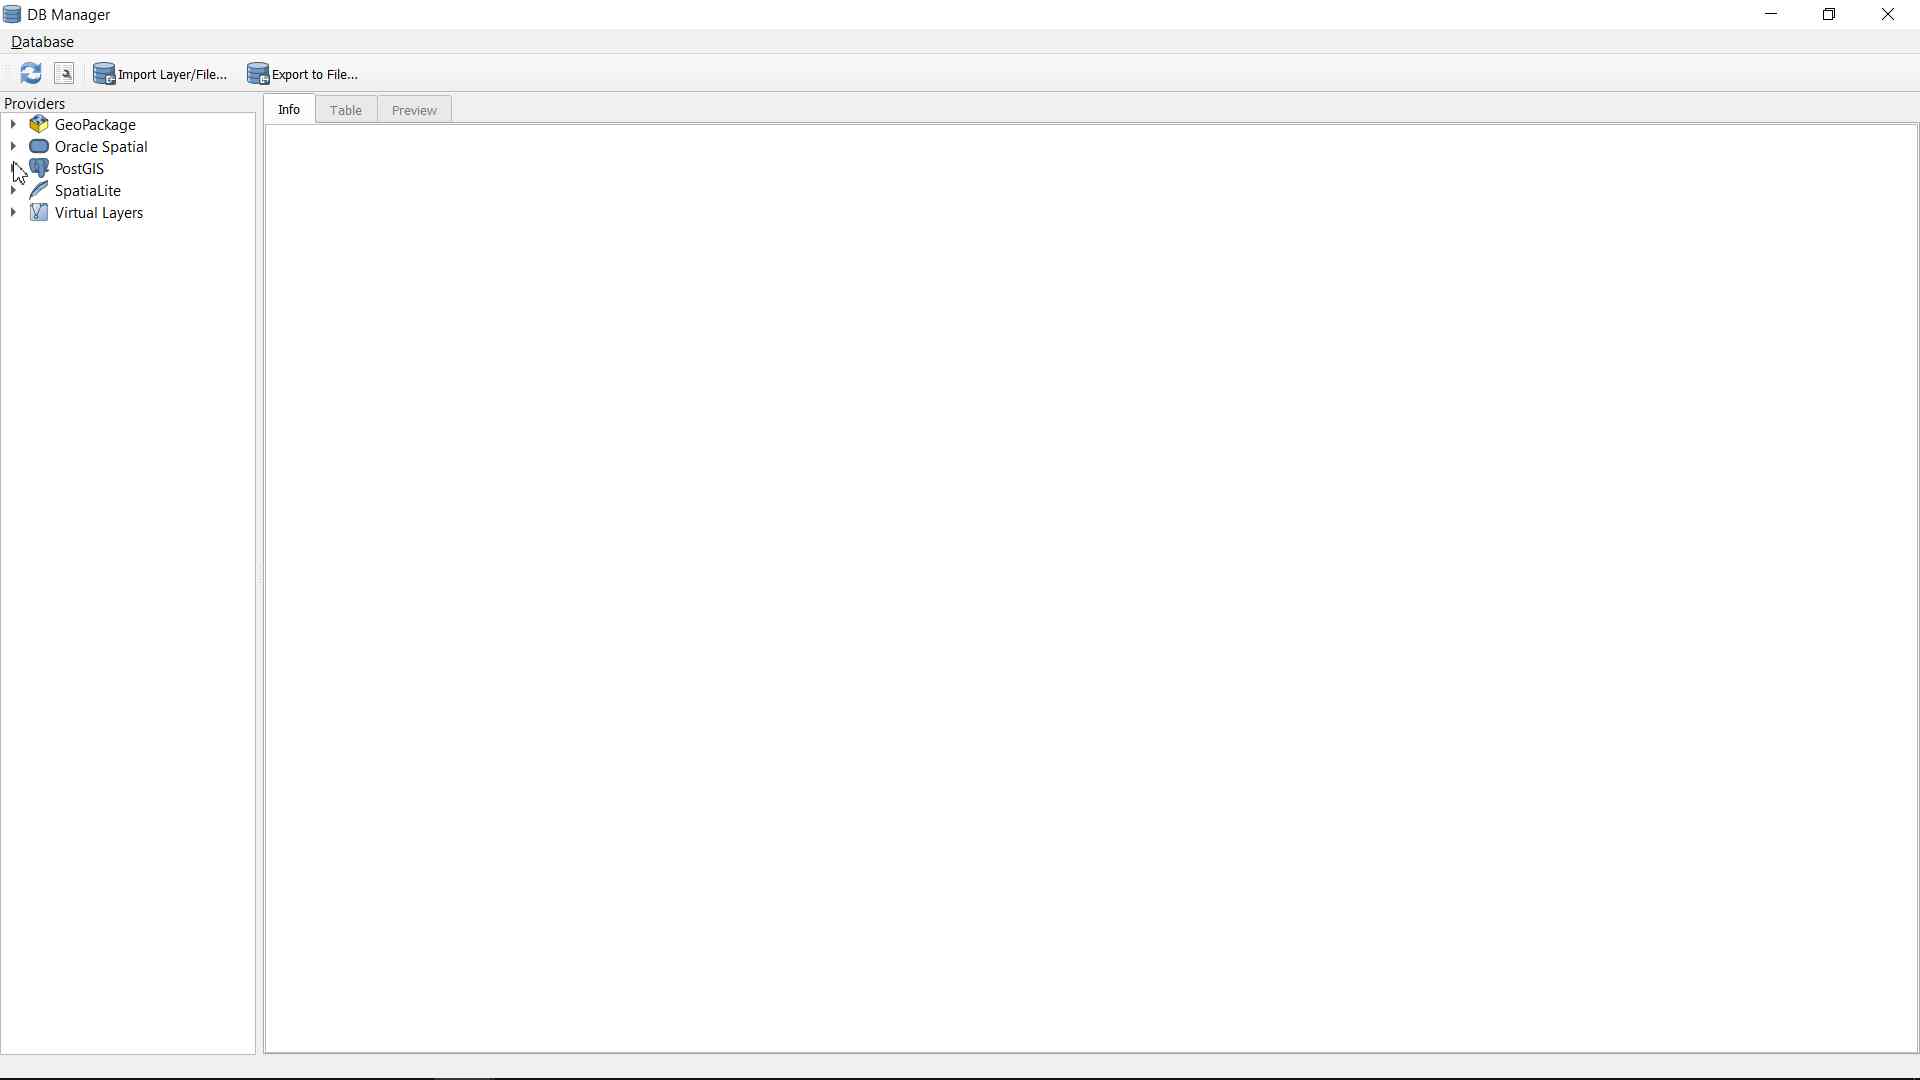 DB Manager
Database
Import Layer/File... Export to File...
Providers
Info Table Preview
GeoPackage
Oracle Spatial
PostGIS
SpatiaLite
Virtual Layers